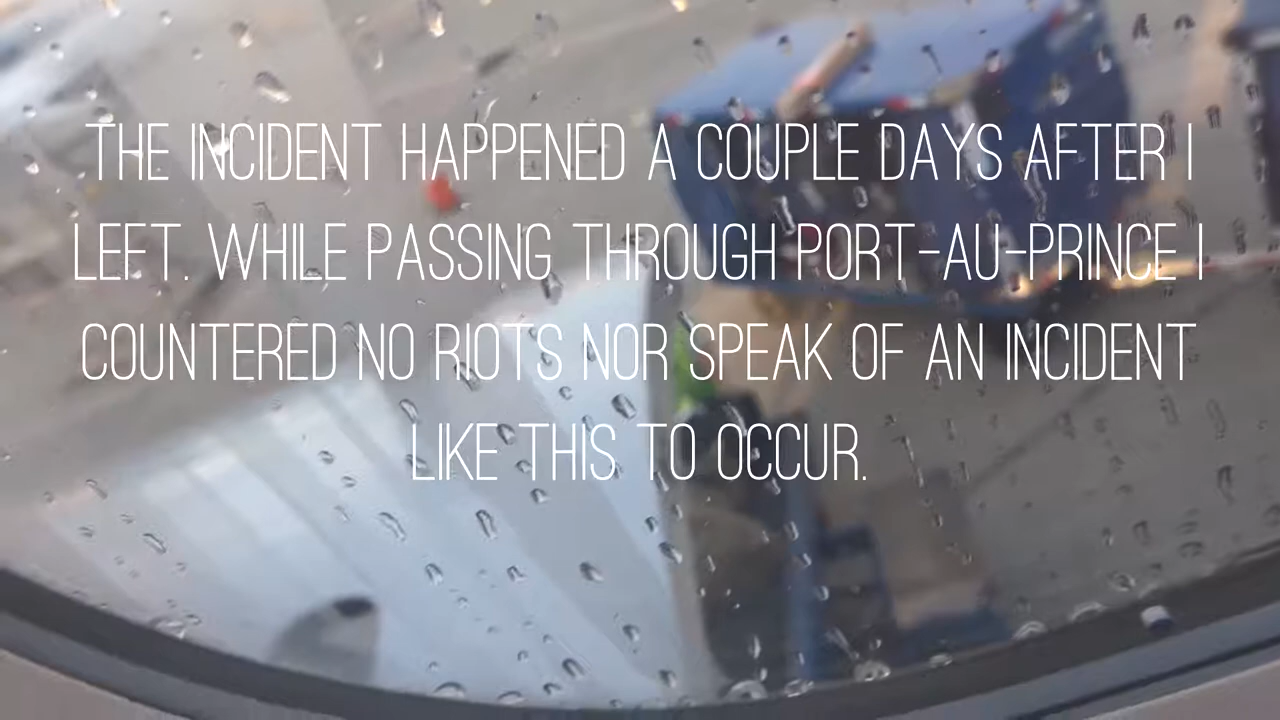 THE INCIDENT HAPPENED A COUPLE DAYS AFTER I
LEFT. WHILE PASSING THROUGH PORT-AU-PRINCE I
COUNTERED NO RIOTS NOR SPEAK OF AN INCIDENT
LIKE THIS TO OCCUR.